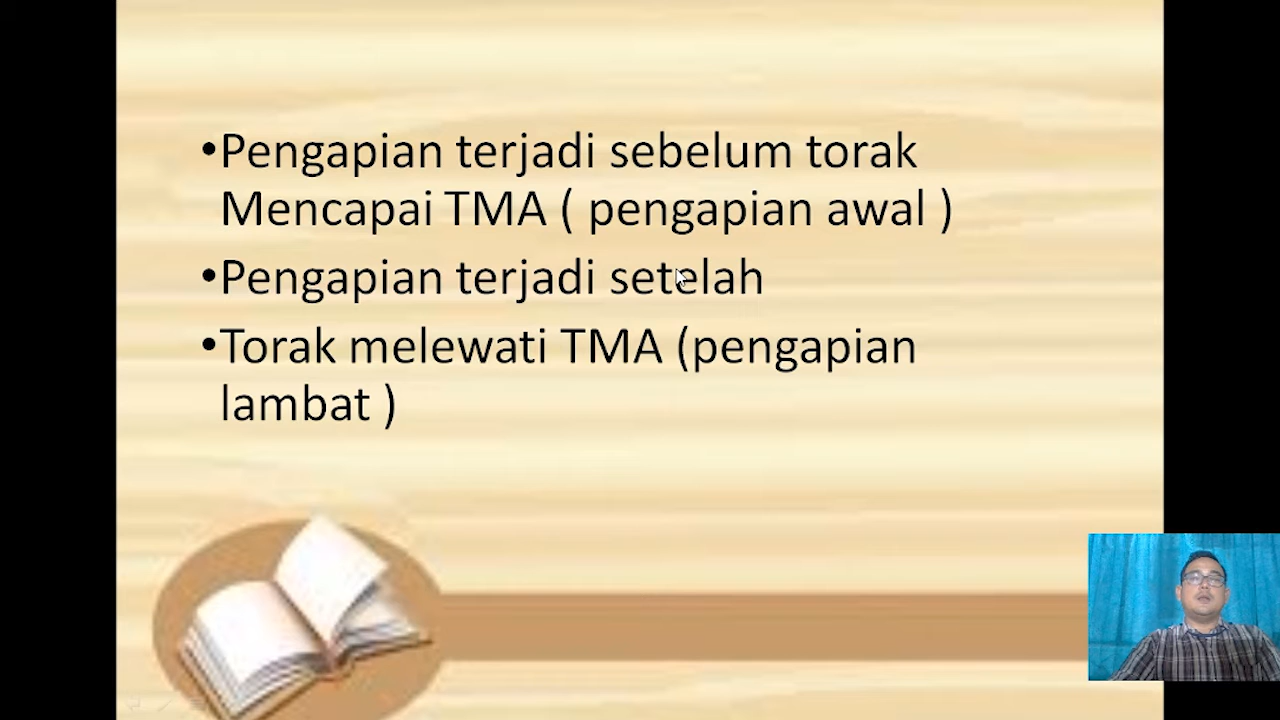 •Pengapian terjadi sebelum torak
Mencapai TMA ( pengapian awal )
•Pengapian terjadi setelah
•Torak melewati TMA (pengapian
lambat )